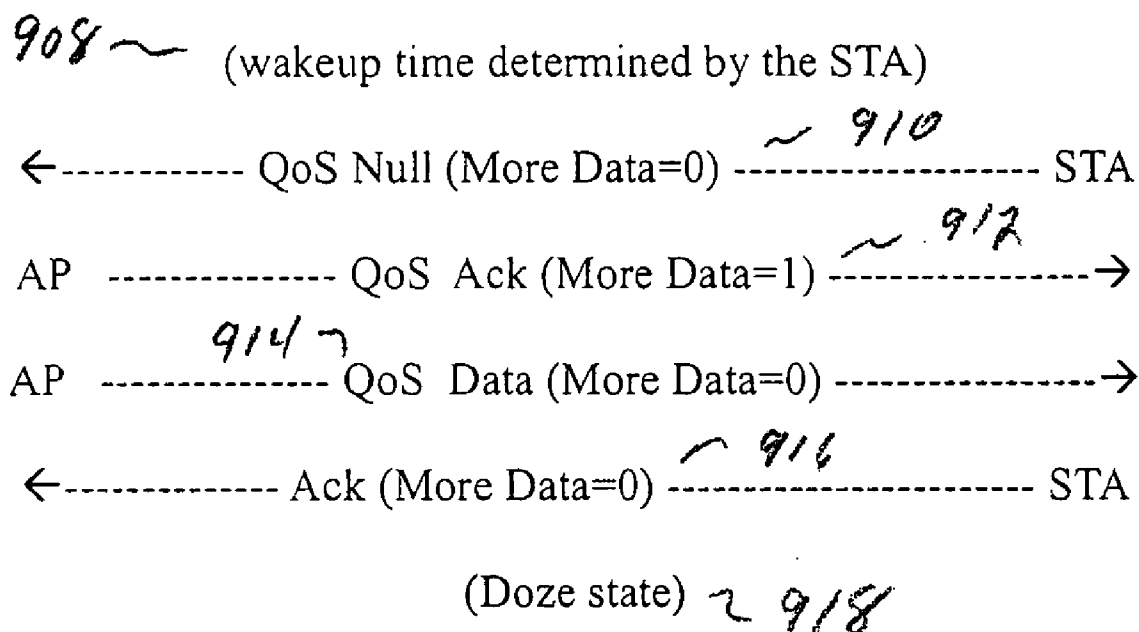 908 ~ (wakeup time determined by the STA)
~ 910
←------------ QoS Null (More Data=0) -------------------- STA
~ 912
AP -------------- QoS Ack (More Data=1) -----------------→
914 ~
AP -------------- QoS Data (More Data=0) -----------------→
~ 916
←-------------- Ack (More Data=0) ----------------------- STA
(Doze state) ~ 918